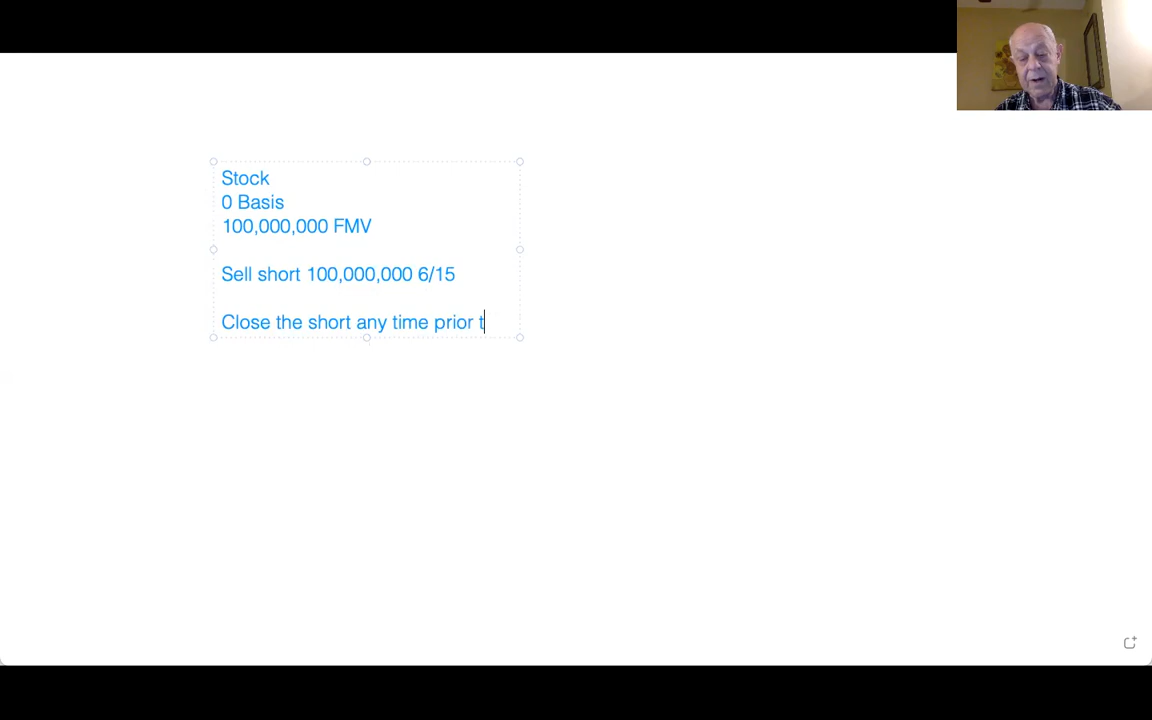 Stock
0 Basis
100,000,000 FMV
Sell short 100,000,000 6/15
Close the short any time prior t